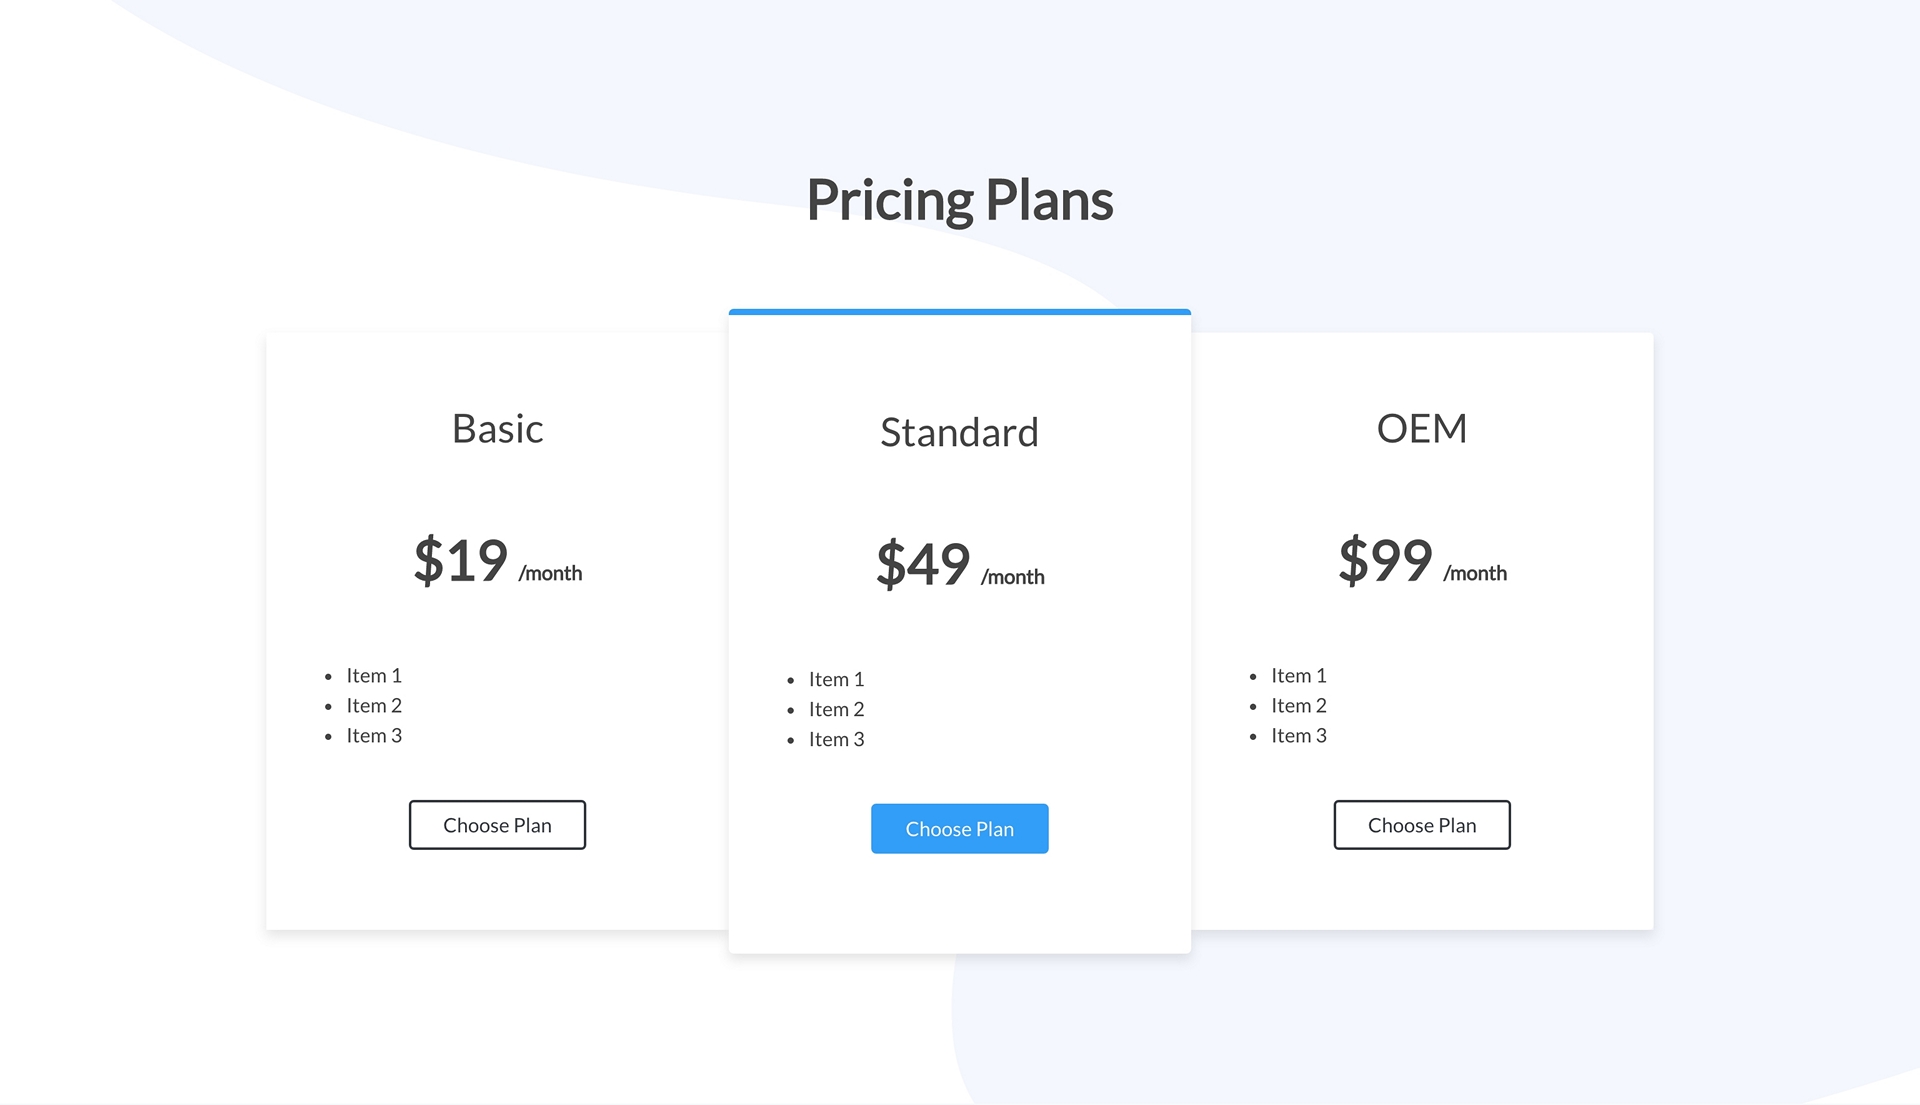 Pricing Plans
Basic
$19 /month
Item 1
Item 2
Item 3
Choose Plan
Standard
$49 /month
Item 1
Item 2
Item 3
Choose Plan
OEM
$99 /month
Item 1
Item 2
Item 3
Choose Plan